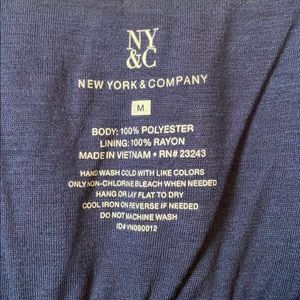 NY
&C
NEW YORK & COMPANY
M
BODY: 100% POLYESTER
LINING: 100% RAYON
MADE IN VIETNAM • RN# 23243
HAND WASH COLD WITH LIKE COLORS
ONLY NON-CHLORINE BLEACH WHEN NEEDED
HANG OR LAY FLAT TO DRY
COOL IRON ON REVERSE IF NEEDED
DO NOT MACHINE WASH
ID# VND90012